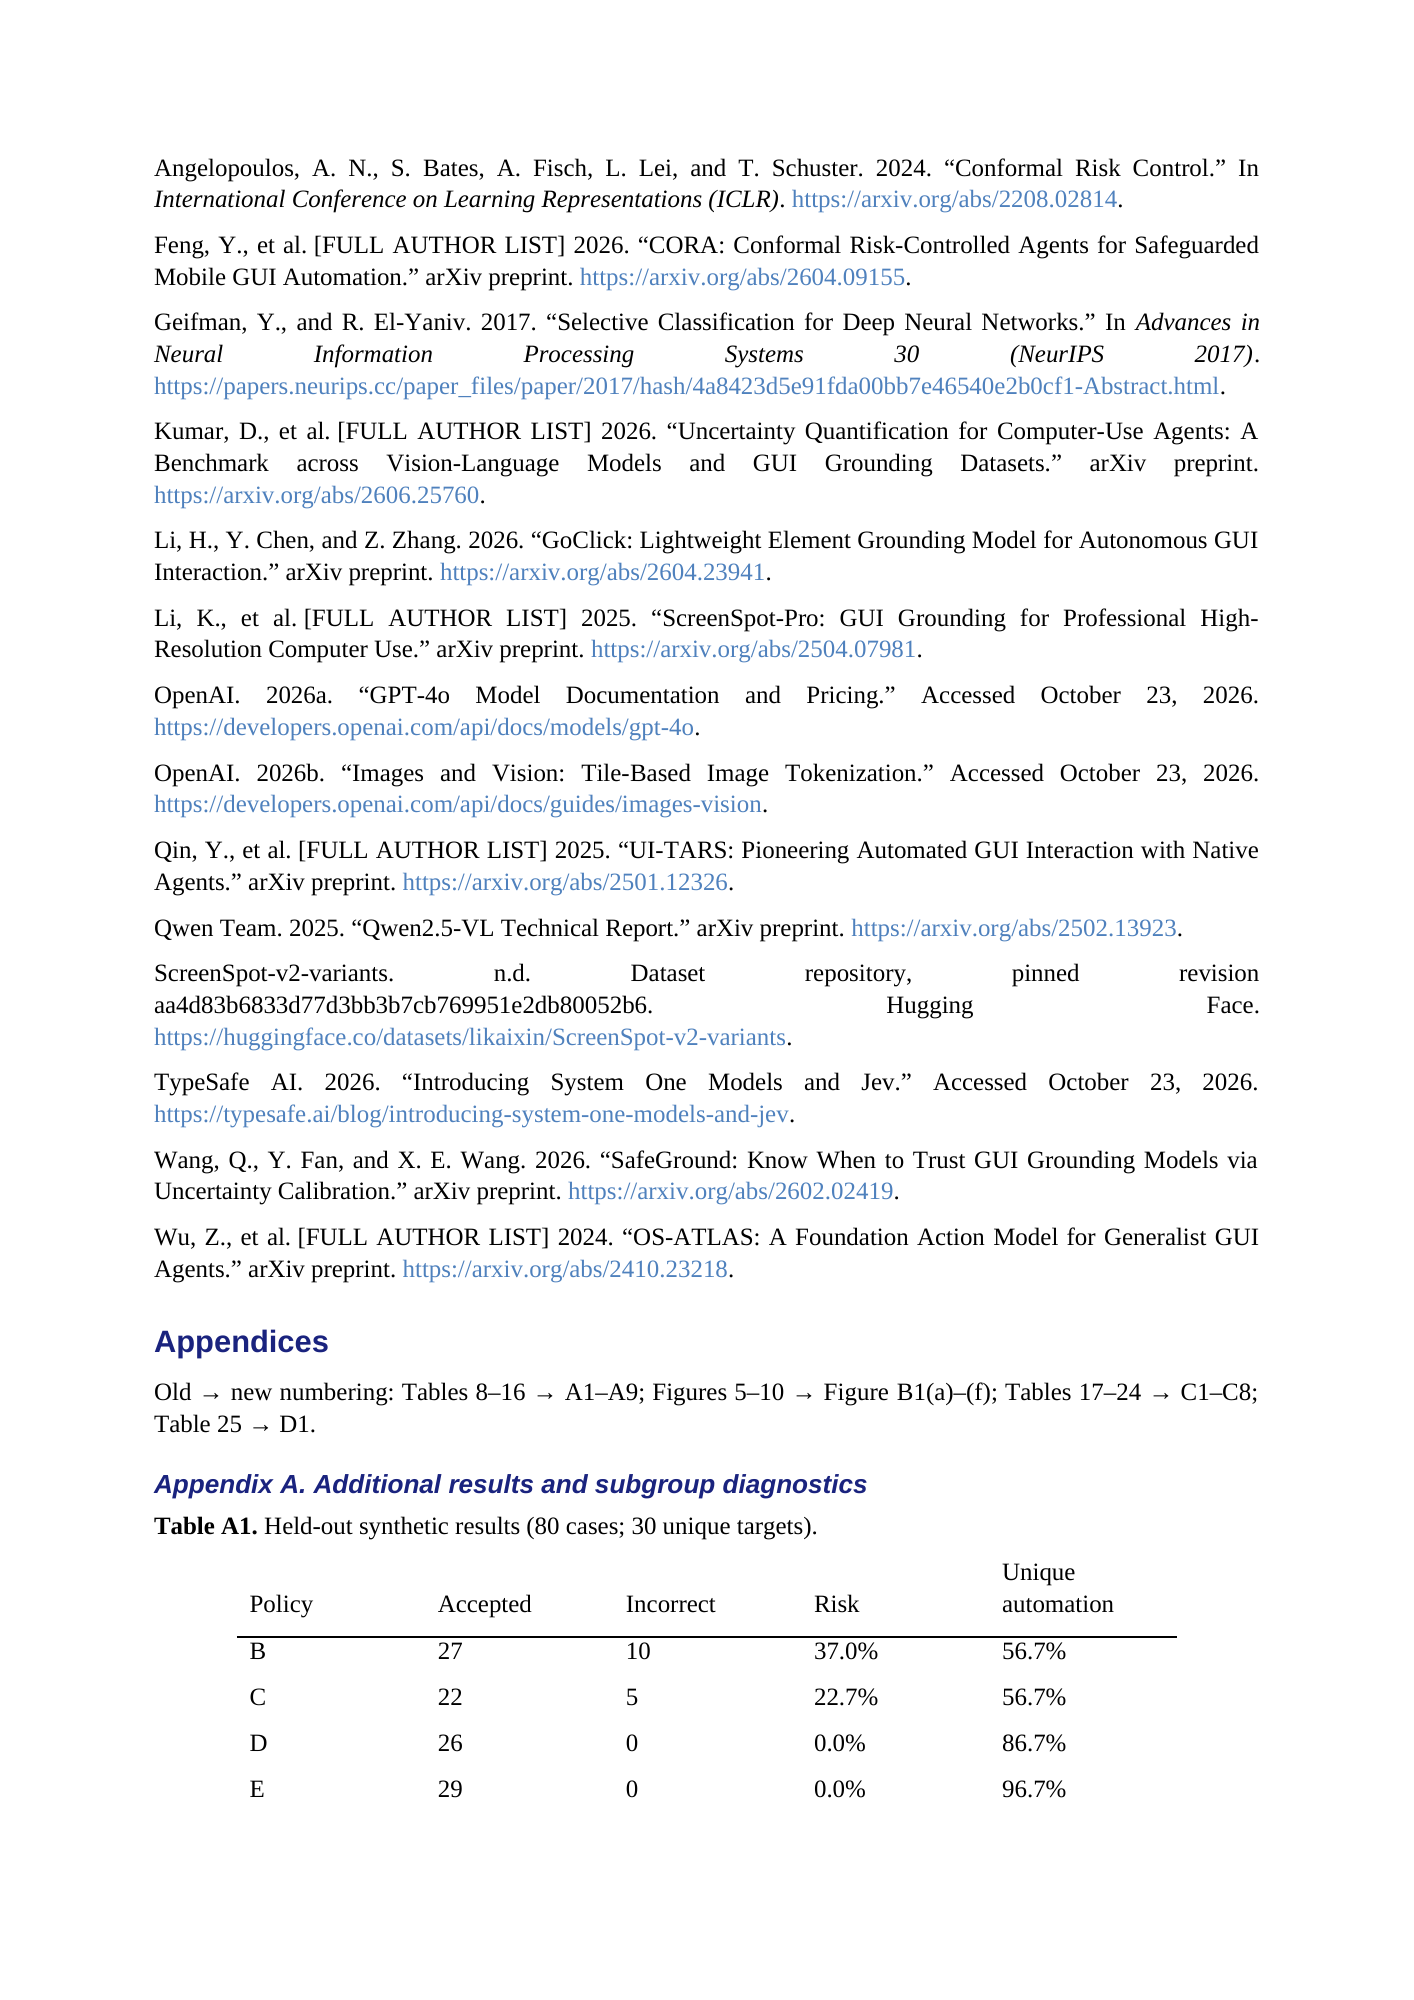 Angelopoulos, A. N., S. Bates, A. Fisch, L. Lei, and T. Schuster. 2024. “Conformal Risk Control.” In
International Conference on Learning Representations (ICLR). https://arxiv.org/abs/2208.02814.
Feng, Y., et al. [FULL AUTHOR LIST] 2026. “CORA: Conformal Risk-Controlled Agents for Safeguarded
Mobile GUI Automation.” arXiv preprint. https://arxiv.org/abs/2604.09155.
Geifman, Y., and R. El-Yaniv. 2017. “Selective Classification for Deep Neural Networks.” In Advances in
Neural Information Processing Systems 30 (NeurIPS 2017).
https://papers.neurips.cc/paper_files/paper/2017/hash/4a8423d5e91fda00bb7e46540e2b0cf1-Abstract.html.
Kumar, D., et al. [FULL AUTHOR LIST] 2026. “Uncertainty Quantification for Computer-Use Agents: A
Benchmark across Vision-Language Models and GUI Grounding Datasets.” arXiv preprint.
https://arxiv.org/abs/2606.25760.
Li, H., Y. Chen, and Z. Zhang. 2026. “GoClick: Lightweight Element Grounding Model for Autonomous GUI
Interaction.” arXiv preprint. https://arxiv.org/abs/2604.23941.
Li, K., et al. [FULL AUTHOR LIST] 2025. “ScreenSpot-Pro: GUI Grounding for Professional High-
Resolution Computer Use.” arXiv preprint. https://arxiv.org/abs/2504.07981.
OpenAI. 2026a. “GPT-4o Model Documentation and Pricing.” Accessed October 23, 2026.
https://developers.openai.com/api/docs/models/gpt-4o.
OpenAI. 2026b. “Images and Vision: Tile-Based Image Tokenization.” Accessed October 23, 2026.
https://developers.openai.com/api/docs/guides/images-vision.
Qin, Y., et al. [FULL AUTHOR LIST] 2025. “UI-TARS: Pioneering Automated GUI Interaction with Native
Agents.” arXiv preprint. https://arxiv.org/abs/2501.12326.
Qwen Team. 2025. “Qwen2.5-VL Technical Report.” arXiv preprint. https://arxiv.org/abs/2502.13923.
ScreenSpot-v2-variants. n.d. Dataset repository, pinned revision
aa4d83b6833d77d3bb3b7cb769951e2db80052b6. Hugging Face.
https://huggingface.co/datasets/likaixin/ScreenSpot-v2-variants.
TypeSafe AI. 2026. “Introducing System One Models and Jev.” Accessed October 23, 2026.
https://typesafe.ai/blog/introducing-system-one-models-and-jev.
Wang, Q., Y. Fan, and X. E. Wang. 2026. “SafeGround: Know When to Trust GUI Grounding Models via
Uncertainty Calibration.” arXiv preprint. https://arxiv.org/abs/2602.02419.
Wu, Z., et al. [FULL AUTHOR LIST] 2024. “OS-ATLAS: A Foundation Action Model for Generalist GUI
Agents.” arXiv preprint. https://arxiv.org/abs/2410.23218.
Appendices
Old → new numbering: Tables 8–16 → A1–A9; Figures 5–10 → Figure B1(a)–(f); Tables 17–24 → C1–C8;
Table 25 → D1.
Appendix A. Additional results and subgroup diagnostics
Table A1. Held-out synthetic results (80 cases; 30 unique targets).
Policy Accepted Incorrect Risk Unique automation
B 27 10 37.0% 56.7%
C 22 5 22.7% 56.7%
D 26 0 0.0% 86.7%
E 29 0 0.0% 96.7%